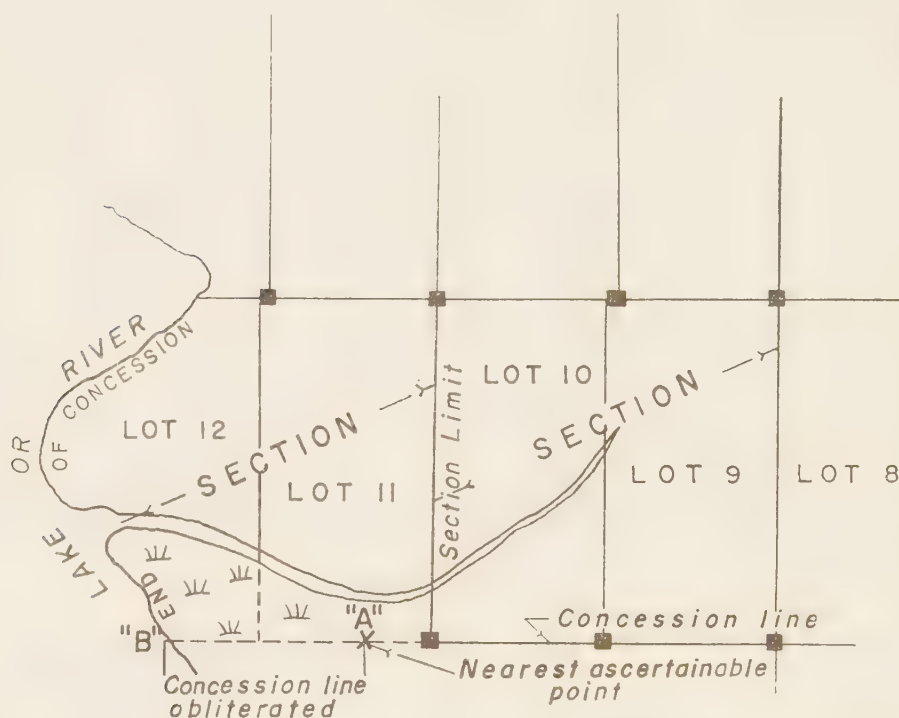 RIVER
CONCESSION
OR
OF
LAKE
END
LOT 12
SECTION
LOT 11
Section Limit
LOT 10
SECTION
LOT 9
LOT 8
"A"
"B"
Concession line
Nearest ascertainable
point
Concession line
obliterated